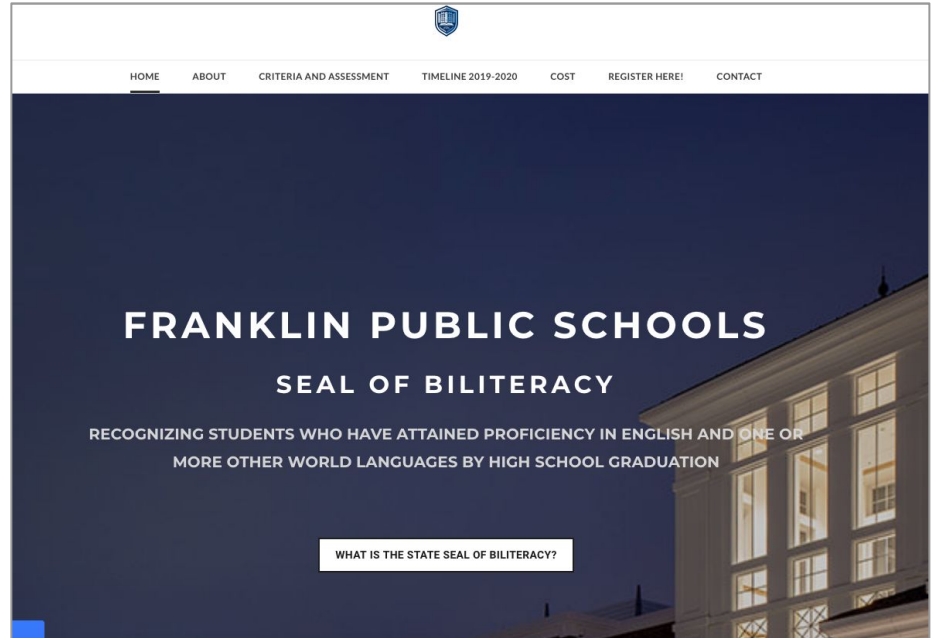 HOME ABOUT CRITERIA AND ASSESSMENT TIMELINE 2019-2020 COST REGISTER HERE! CONTACT
FRANKLIN PUBLIC SCHOOLS
SEAL OF BILITERACY
RECOGNIZING STUDENTS WHO HAVE ATTAINED PROFICIENCY IN ENGLISH AND ONE OR
MORE OTHER WORLD LANGUAGES BY HIGH SCHOOL GRADUATION
WHAT IS THE STATE SEAL OF BILITERACY?